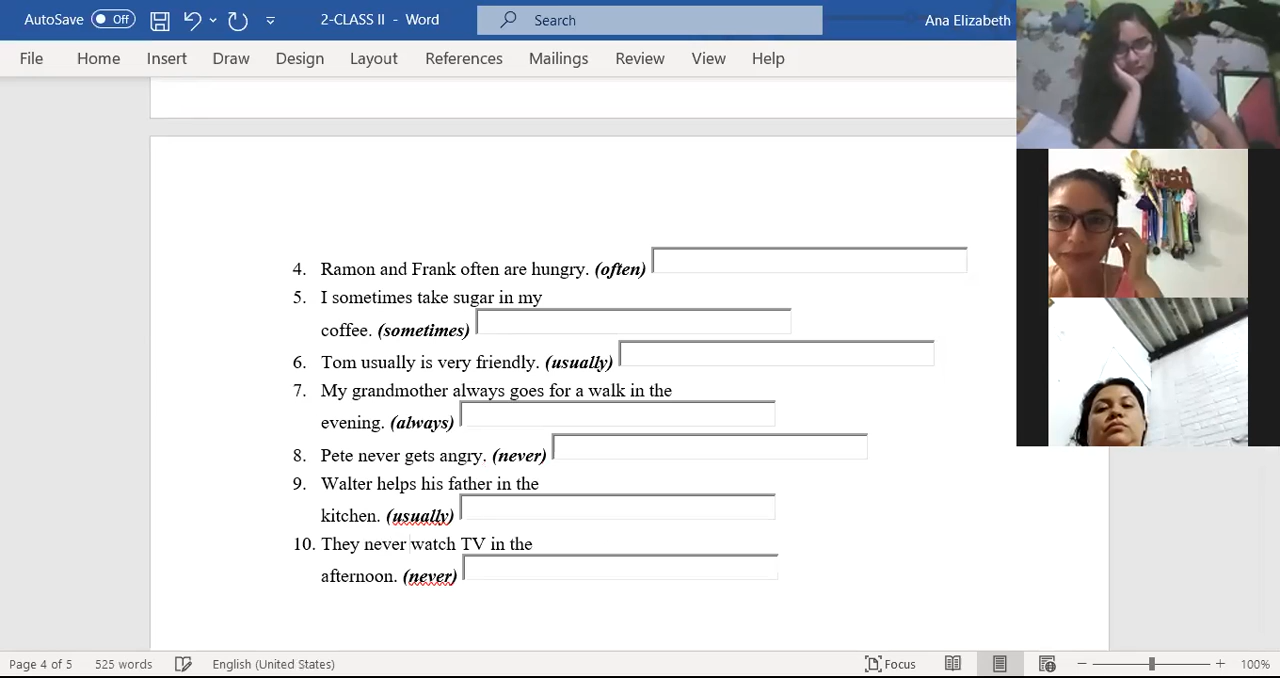 AutoSave Off 2-CLASS II - Word Search Ana Elizabeth
File Home Insert Draw Design Layout References Mailings Review View Help
4. Ramon and Frank often are hungry. (often)
5. I sometimes take sugar in my
coffee. (sometimes)
6. Tom usually is very friendly. (usually)
7. My grandmother always goes for a walk in the
evening. (always)
8. Pete never gets angry. (never)
9. Walter helps his father in the
kitchen. (usually)
10. They never watch TV in the
afternoon. (never)
Page 4 of 5 525 words English (United States) Focus 100%